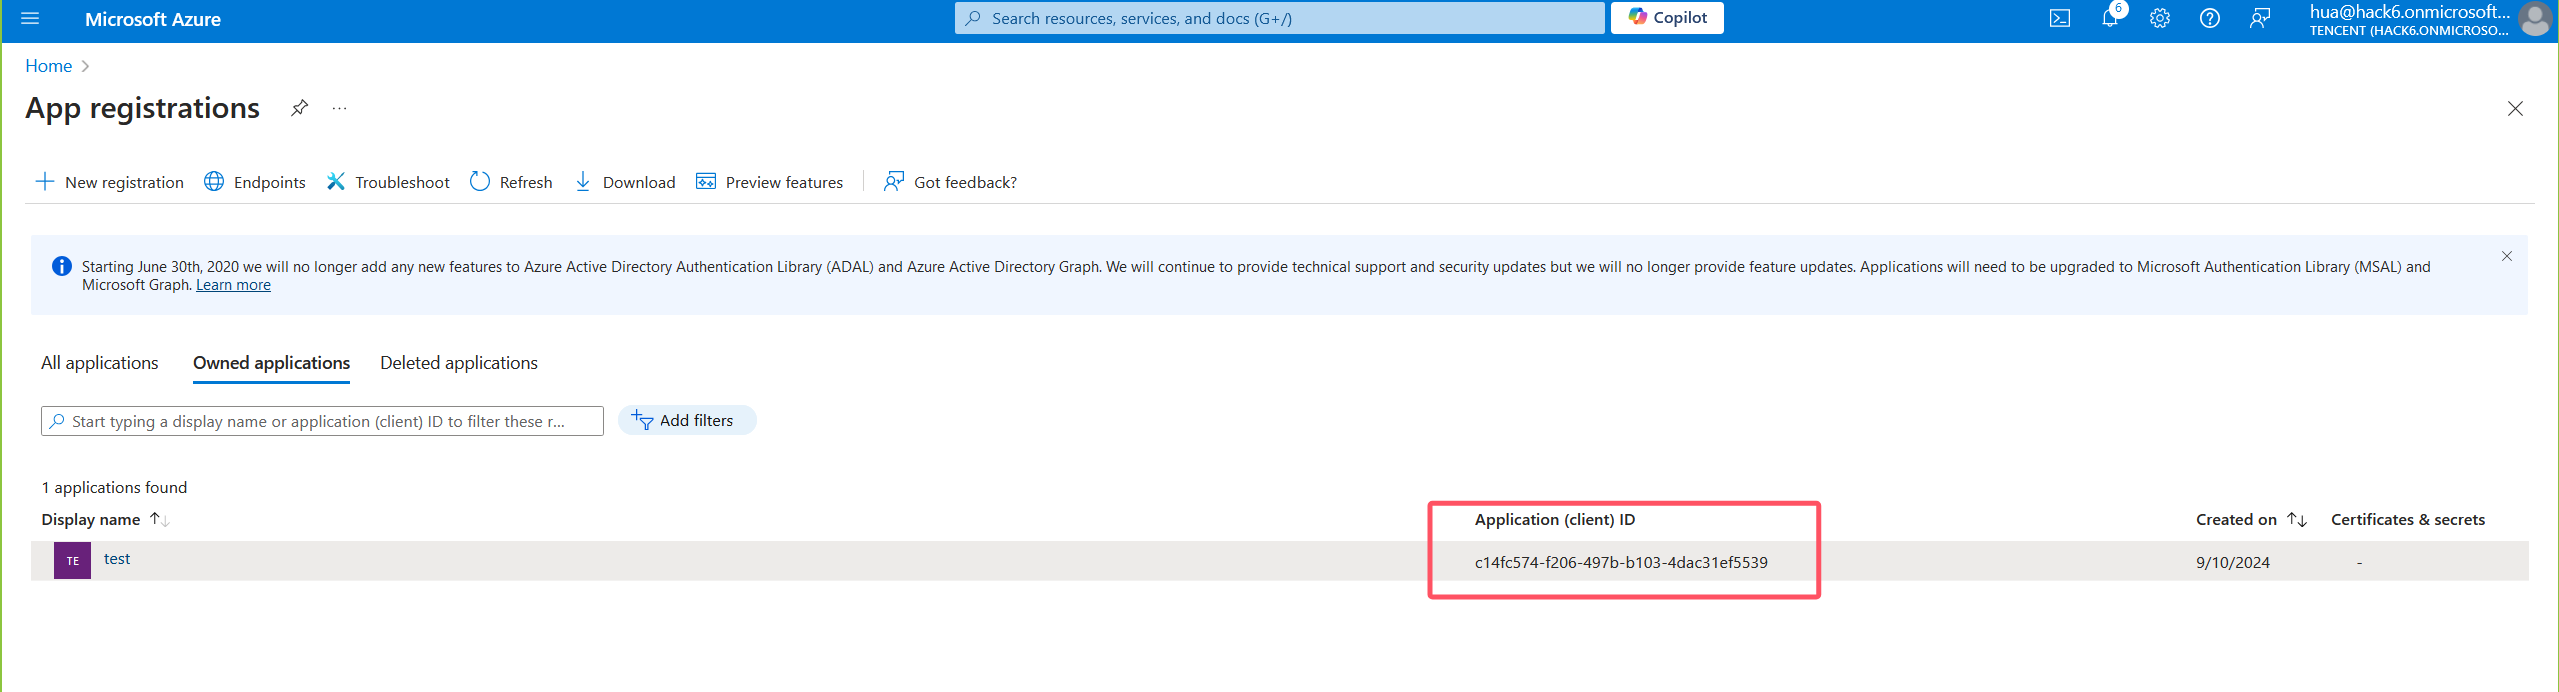 Microsoft Azure
Search resources, services, and docs (G+/)
Copilot
6
hua@hack6.onmicrosoft...
TENCENT (HACK6.ONMICROSO...
Home
App registrations
...
New registration
Endpoints
Troubleshoot
Refresh
Download
Preview features
Got feedback?
Starting June 30th, 2020 we will no longer add any new features to Azure Active Directory Authentication Library (ADAL) and Azure Active Directory Graph. We will continue to provide technical support and security updates but we will no longer provide feature updates. Applications will need to be upgraded to Microsoft Authentication Library (MSAL) and
Microsoft Graph. Learn more
All applications
Owned applications
Deleted applications
Start typing a display name or application (client) ID to filter these r...
Add filters
1 applications found
Display name
Application (client) ID
Created on
Certificates & secrets
TE
test
c14fc574-f206-497b-b103-4dac31ef5539
9/10/2024
-